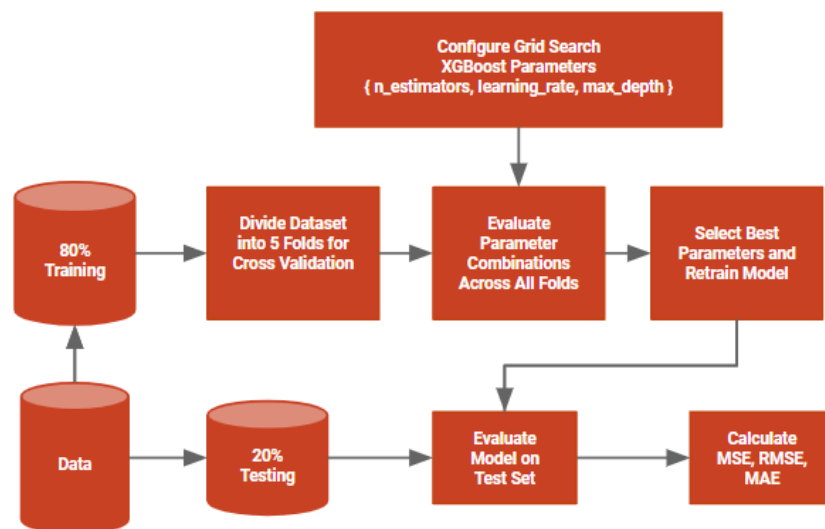 Configure Grid Search
XGBoost Parameters
{ n_estimators, learning_rate, max_depth }
80%
Training
Divide Dataset
into 5 Folds for
Cross Validation
Evaluate
Parameter
Combinations
Across All Folds
Select Best
Parameters and
Retrain Model
Data
20%
Testing
Evaluate
Model on
Test Set
Calculate
MSE, RMSE,
MAE